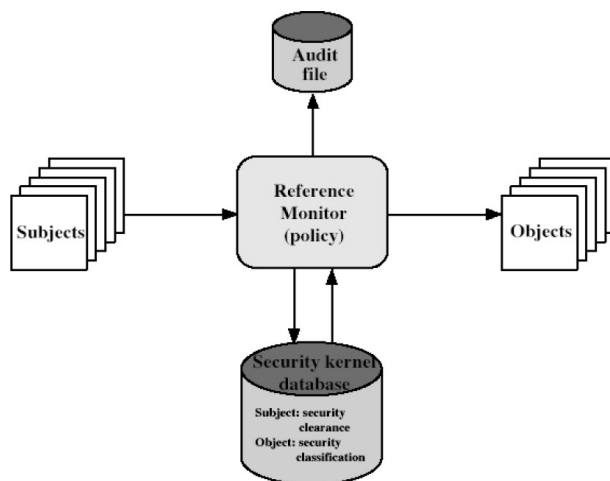 Audit
file
Reference
Monitor
(policy)
Subjects
Objects
Security kernel
database
Subject: security
clearance
Object: security
classification